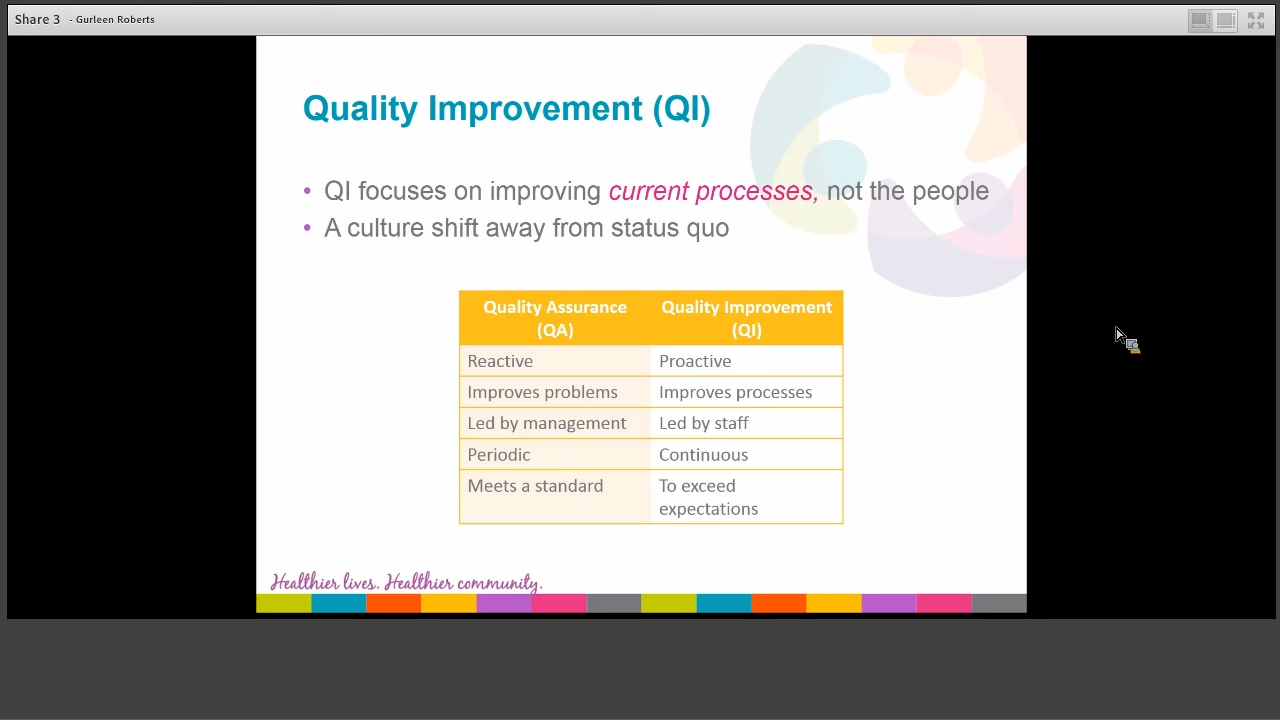 Share 3 - Gurleen Roberts
Quality Improvement (QI)
• QI focuses on improving current processes, not the people
• A culture shift away from status quo
Quality Assurance (QA) Quality Improvement (QI)
Reactive Proactive
Improves problems Improves processes
Led by management Led by staff
Periodic Continuous
Meets a standard To exceed
expectations
Healthier lives. Healthier community.